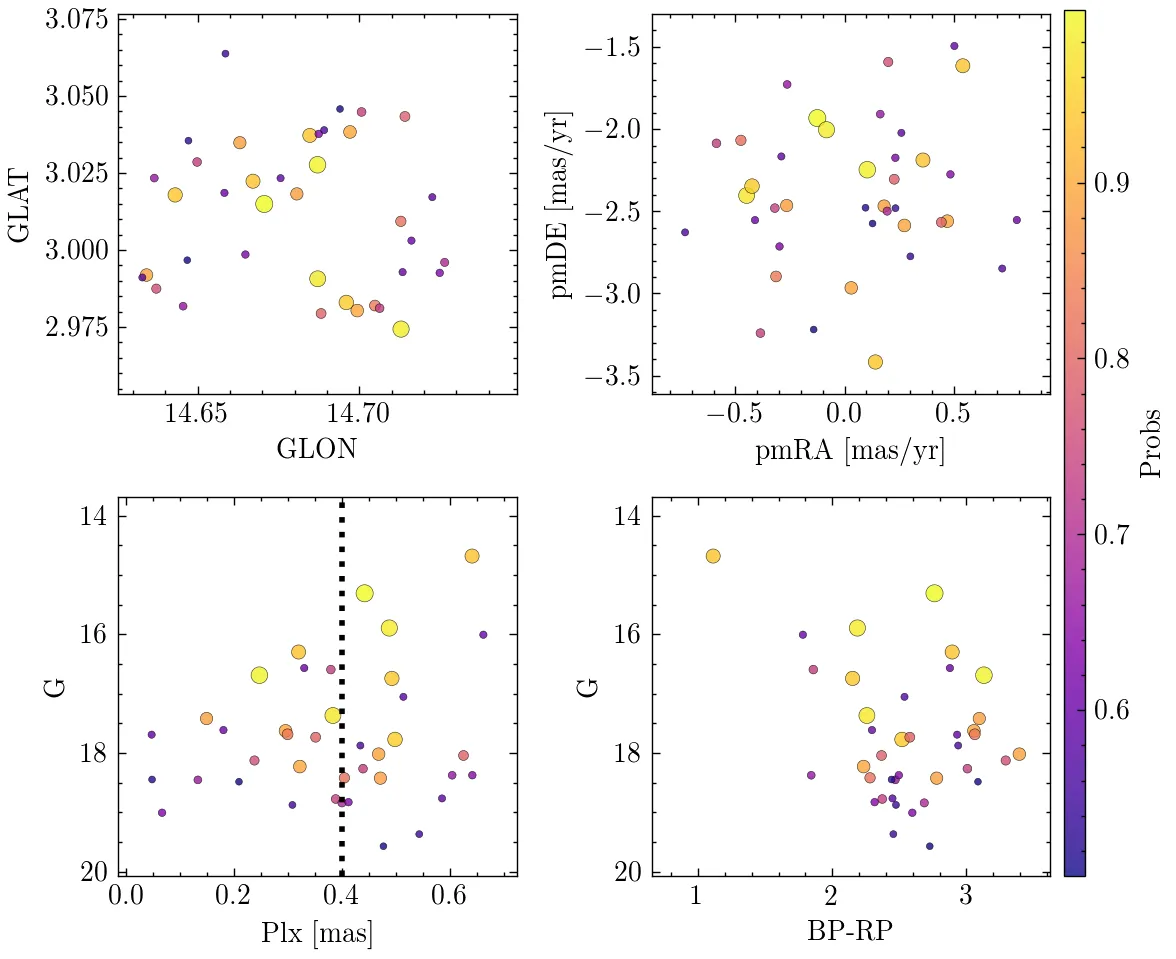 3.075
3.050
3.025
3.000
2.975
GLAT
14.65 14.70
GLON
−1.5
−2.0
−2.5
−3.0
−3.5
pmDE [mas/yr]
−0.5 0.0 0.5
pmRA [mas/yr]
14
16
18
20
G
0.0 0.2 0.4 0.6
Plx [mas]
14
16
18
20
G
1 2 3
BP-RP
0.9
0.8
0.7
0.6
Probs